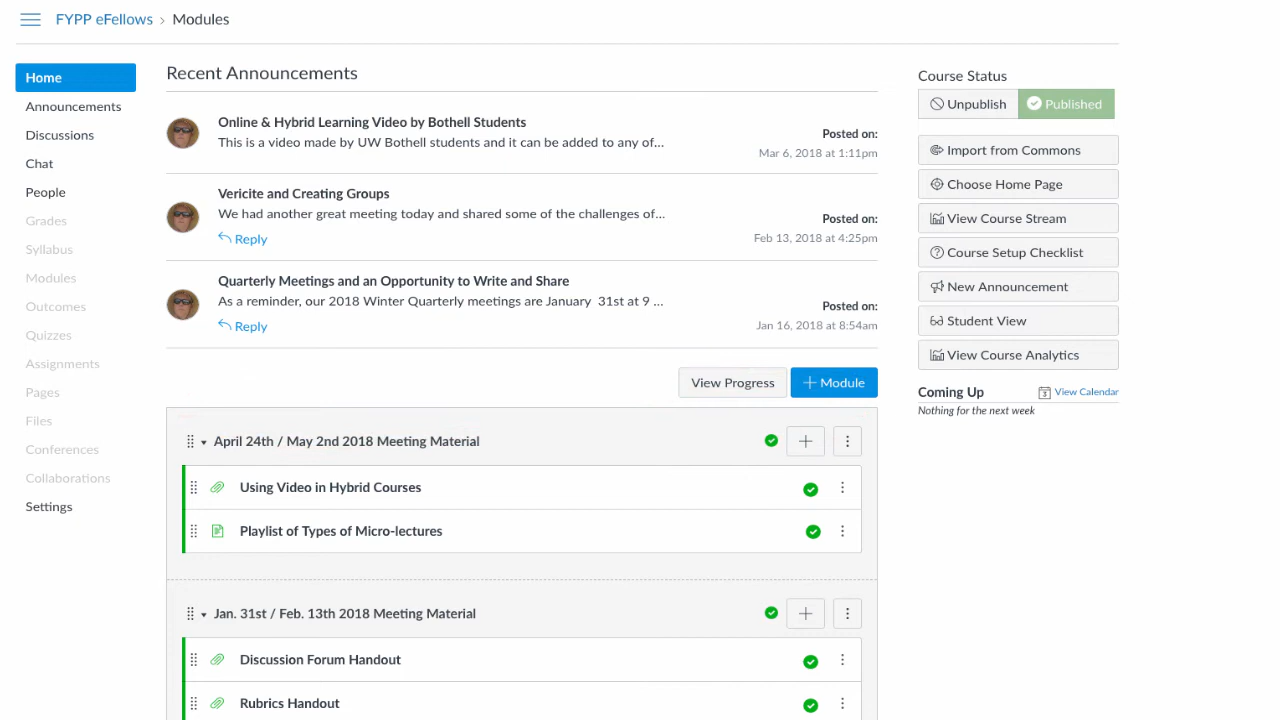 FYPP eFellows › Modules
Home
Announcements
Discussions
Chat
People
Grades
Syllabus
Modules
Outcomes
Quizzes
Assignments
Pages
Files
Conferences
Collaborations
Settings
Recent Announcements
Online & Hybrid Learning Video by Bothell Students
This is a video made by UW Bothell students and it can be added to any of...
Posted on:
Mar 6, 2018 at 1:11pm
Vericite and Creating Groups
We had another great meeting today and shared some of the challenges of...
Reply
Posted on:
Feb 13, 2018 at 4:25pm
Quarterly Meetings and an Opportunity to Write and Share
As a reminder, our 2018 Winter Quarterly meetings are January 31st at 9 ...
Reply
Posted on:
Jan 16, 2018 at 8:54am
View Progress
+ Module
April 24th / May 2nd 2018 Meeting Material
Using Video in Hybrid Courses
Playlist of Types of Micro-lectures
Jan. 31st / Feb. 13th 2018 Meeting Material
Discussion Forum Handout
Rubrics Handout
Course Status
Unpublish
Published
Import from Commons
Choose Home Page
View Course Stream
Course Setup Checklist
New Announcement
Student View
View Course Analytics
Coming Up
3 View Calendar
Nothing for the next week